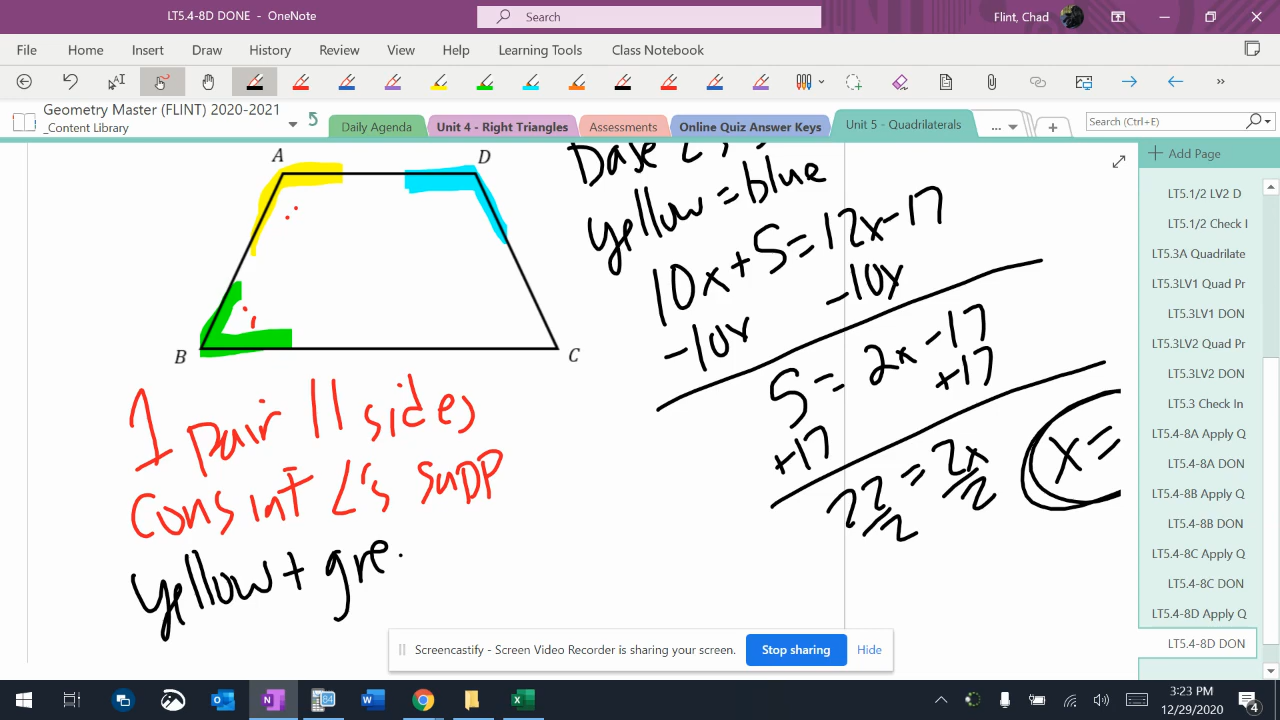 LT5.4-8D DONE - OneNote
Search
Flint, Chad
File Home Insert Draw History Review View Help Learning Tools Class Notebook
Geometry Master (FLINT) 2020-2021
_Content Library
Daily Agenda
Unit 4 - Right Triangles
Assessments
Online Quiz Answer Keys
Unit 5 - Quadrilaterals
...
Search (Ctrl+E)
Add Page
LT5.1/2 LV2 D
LT5.1/2 Check I
LT5.3A Quadrilate
LT5.3LV1 Quad Pr
LT5.3LV1 DON
LT5.3LV2 Quad Pr
LT5.3LV2 DON
LT5.3 Check In
LT5.4-8A Apply Q
LT5.4-8A DON
LT5.4-8B Apply Q
LT5.4-8B DON
LT5.4-8C Apply Q
LT5.4-8C DON
LT5.4-8D Apply Q
LT5.4-8D DON
A D
B C
1 pair || sides
cons int ∠'s supp
yellow + gre
Base ∠'s
yellow = blue
10x + 5 = 12x - 17
-10x -10x
5 = 2x - 17
+17 +17
22 = 2x
2 2
x =
Screencastify - Screen Video Recorder is sharing your screen.
Stop sharing
Hide
84
3:23 PM
12/29/2020
4